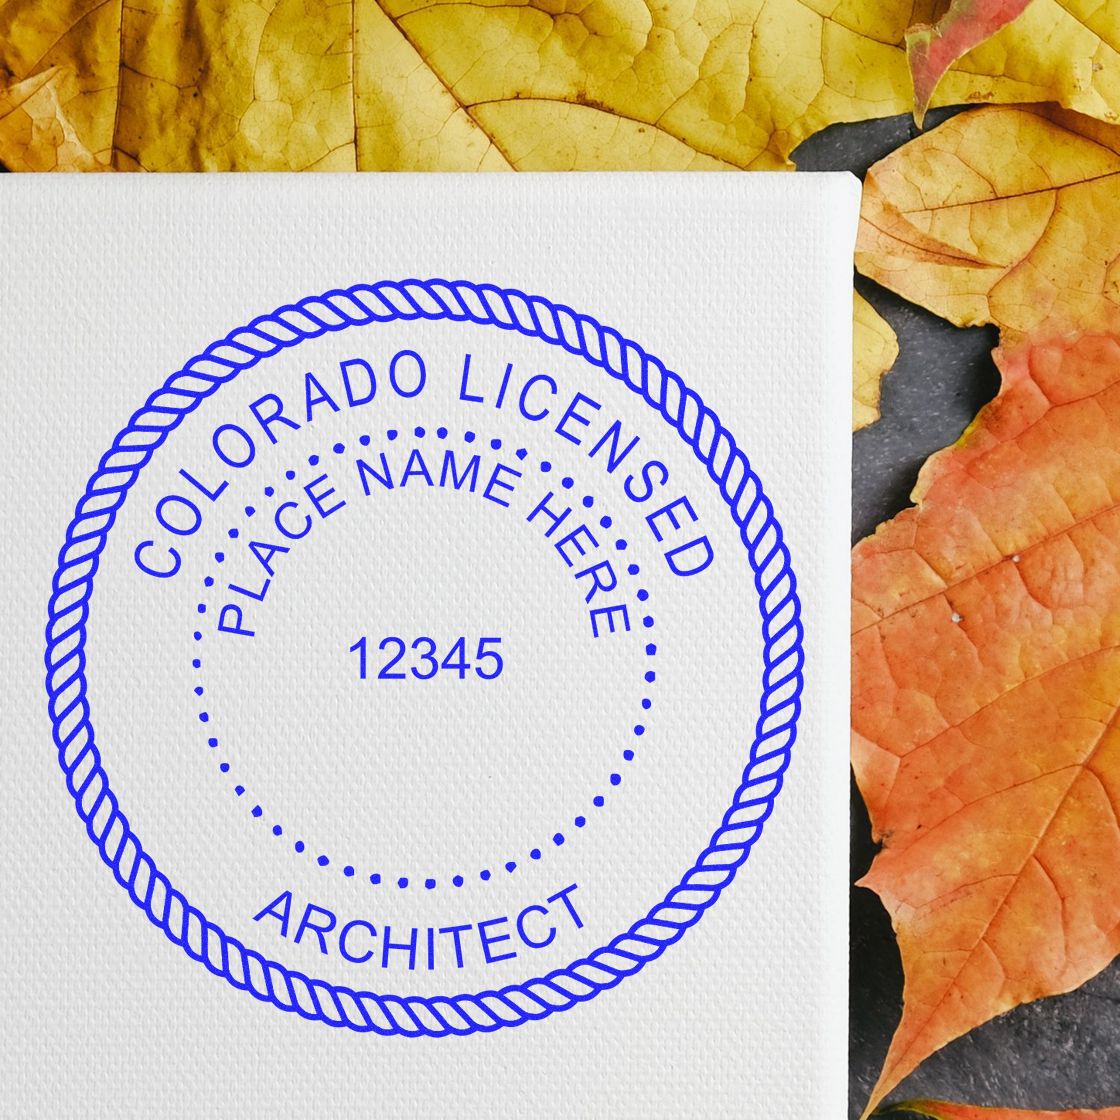 COLORADO LICENSED
PLACE NAME HERE
12345
ARCHITECT